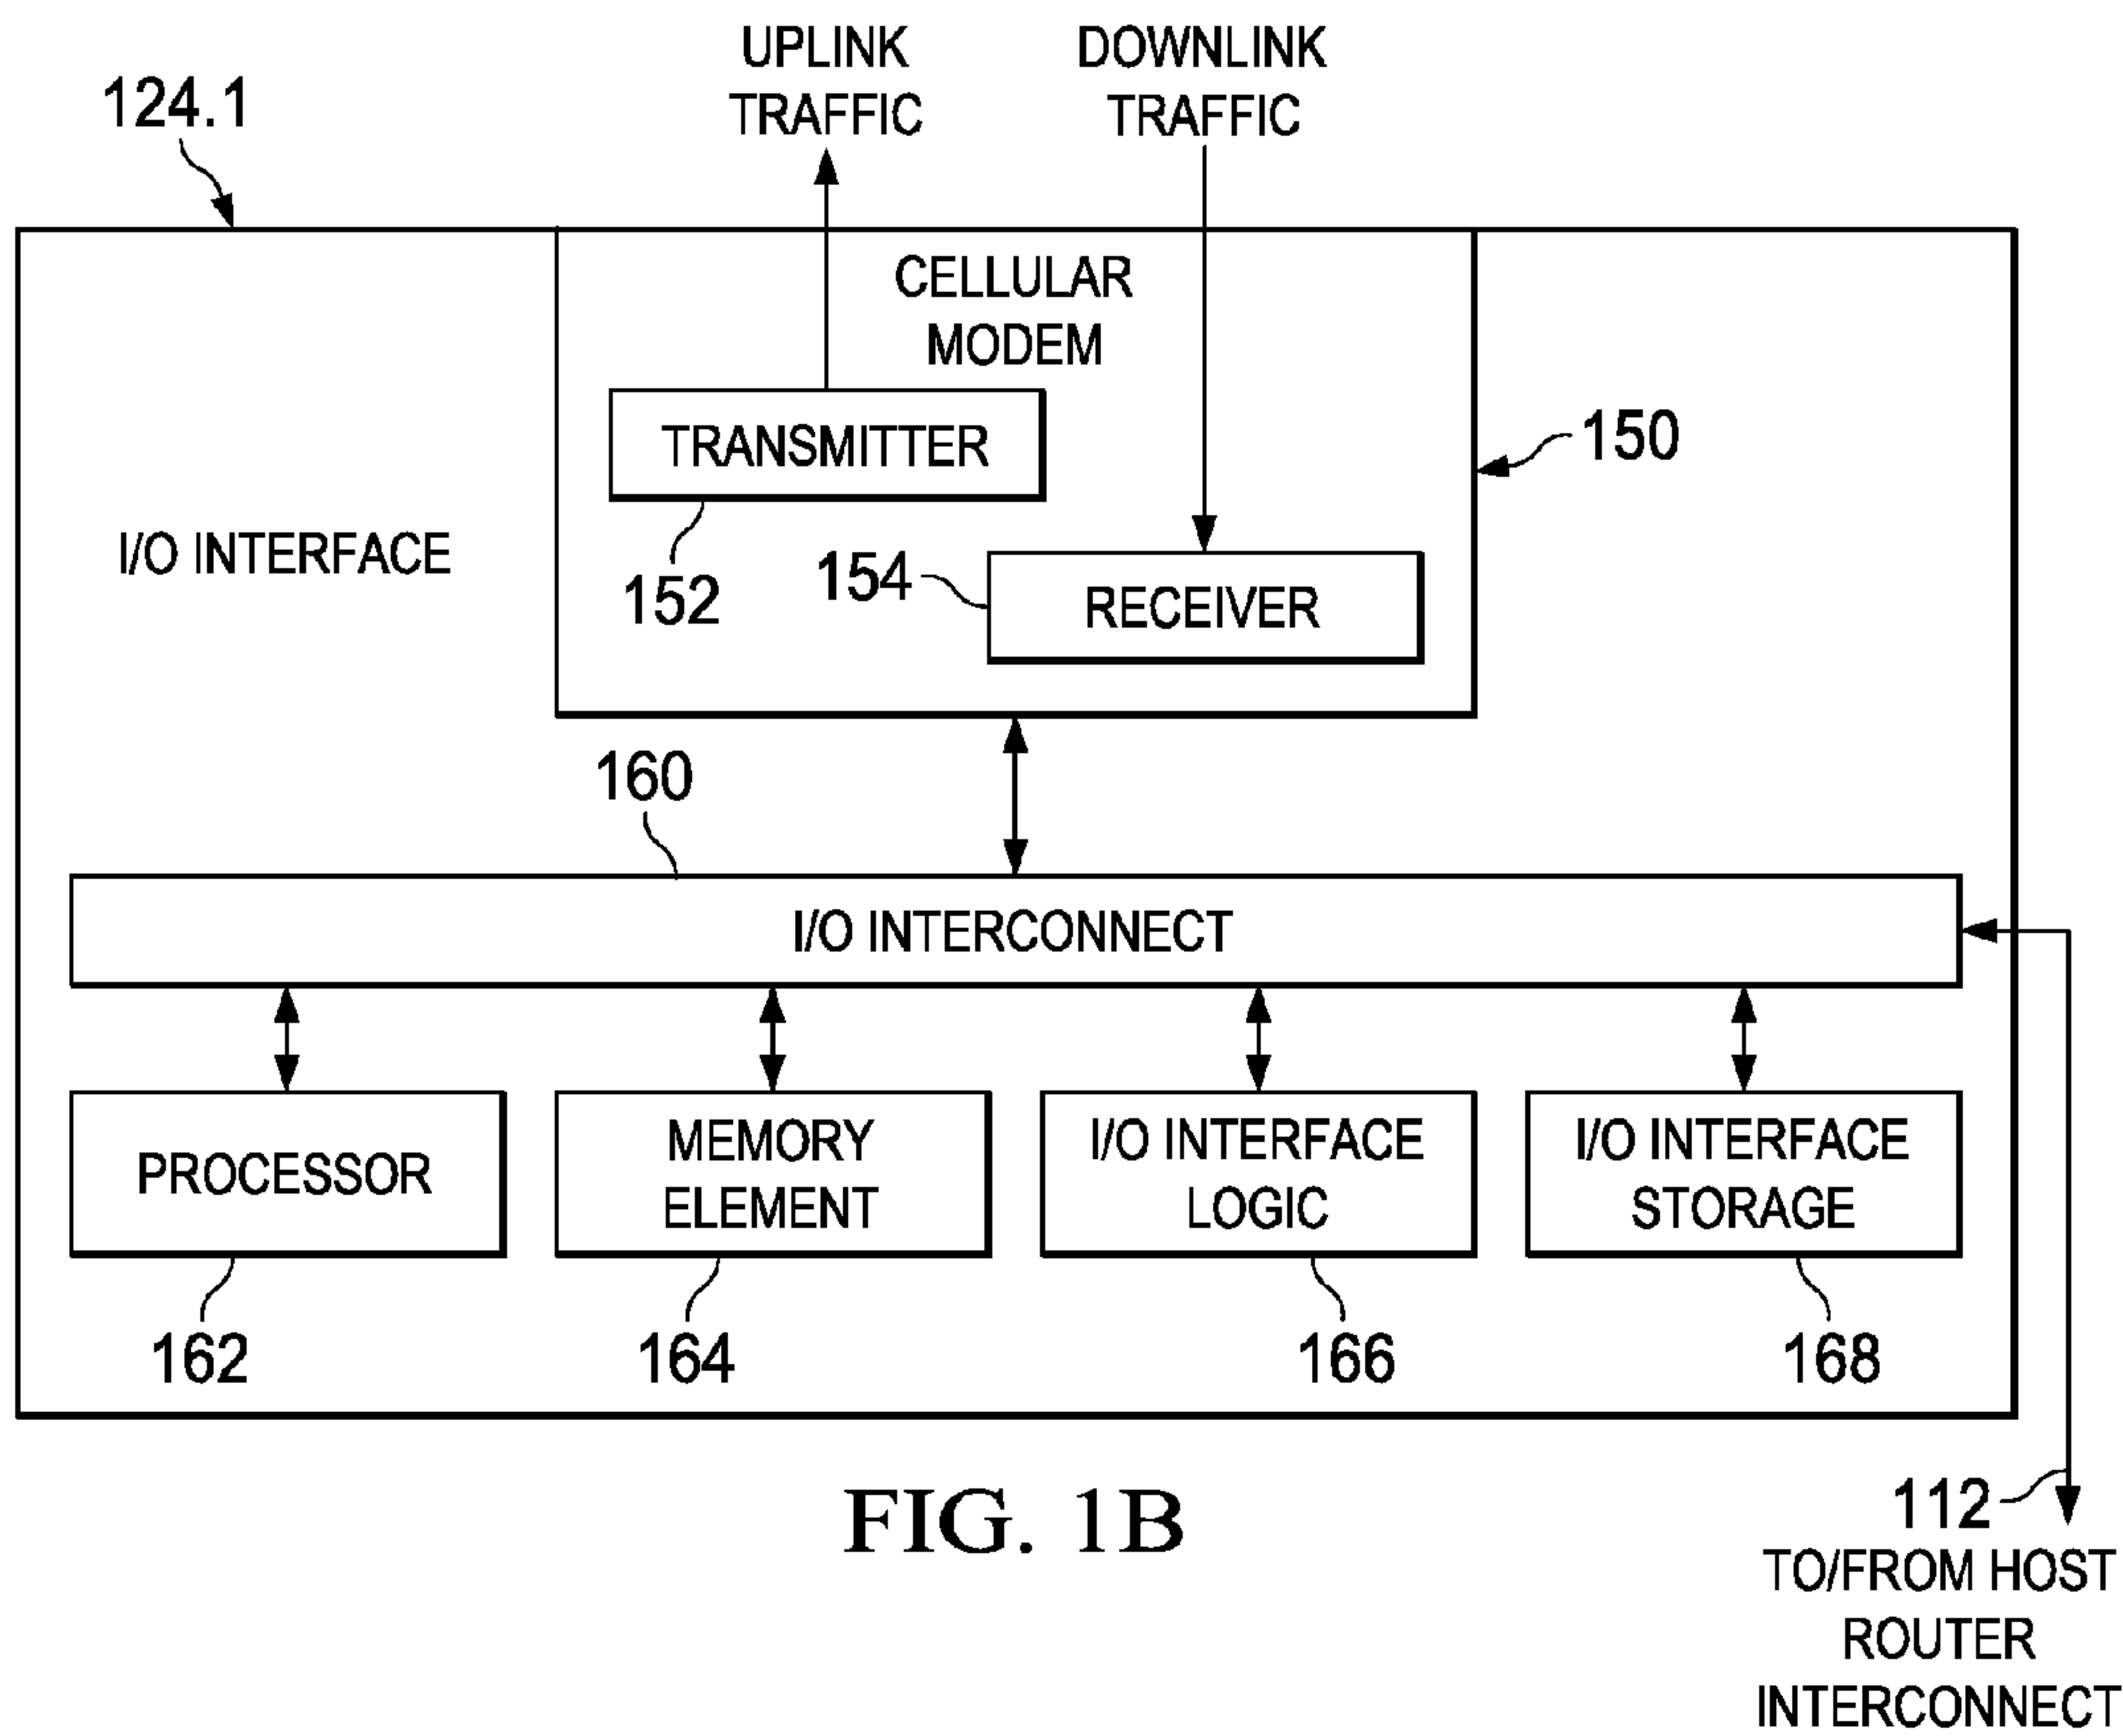 UPLINK
TRAFFIC
DOWNLINK
TRAFFIC
124.1
CELLULAR
MODEM
TRANSMITTER
150
I/O INTERFACE
152
154
RECEIVER
160
I/O INTERCONNECT
PROCESSOR
MEMORY
ELEMENT
I/O INTERFACE
LOGIC
I/O INTERFACE
STORAGE
162
164
166
168
FIG. 1B
112
TO/FROM HOST
ROUTER
INTERCONNECT